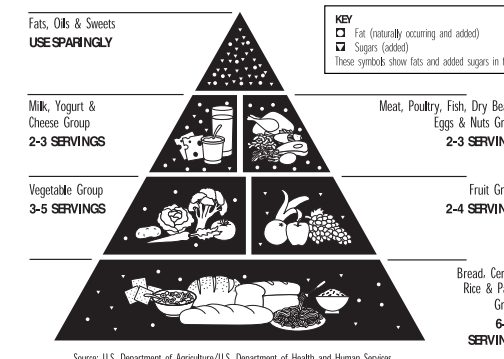 Fats, Oils & Sweets
USE SPARINGLY
KEY
Fat (naturally occurring and added)
Sugars (added)
These symbols show fats and added sugars in
Milk, Yogurt &
Cheese Group
2-3 SERVINGS
Meat, Poultry, Fish, Dry
Eggs & Nuts
2-3
Vegetable Group
3-5 SERVINGS
Fruit
2-4
Bread,
Rice &
6-
Source: U.S. Department of Agriculture/U.S. Department of Health and Human Services